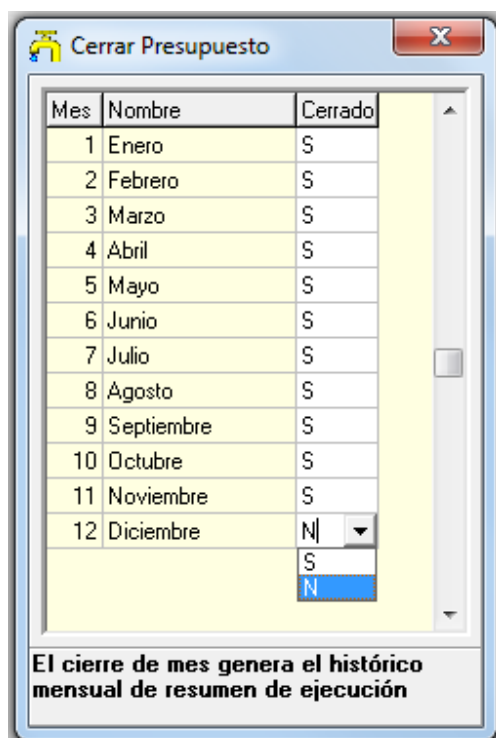 Cerrar Presupuesto
Mes Nombre Cerrado
1 Enero S
2 Febrero S
3 Marzo S
4 Abril S
5 Mayo S
6 Junio S
7 Julio S
8 Agosto S
9 Septiembre S
10 Octubre S
11 Noviembre S
12 Diciembre N
S
N
El cierre de mes genera el histórico
mensual de resumen de ejecución